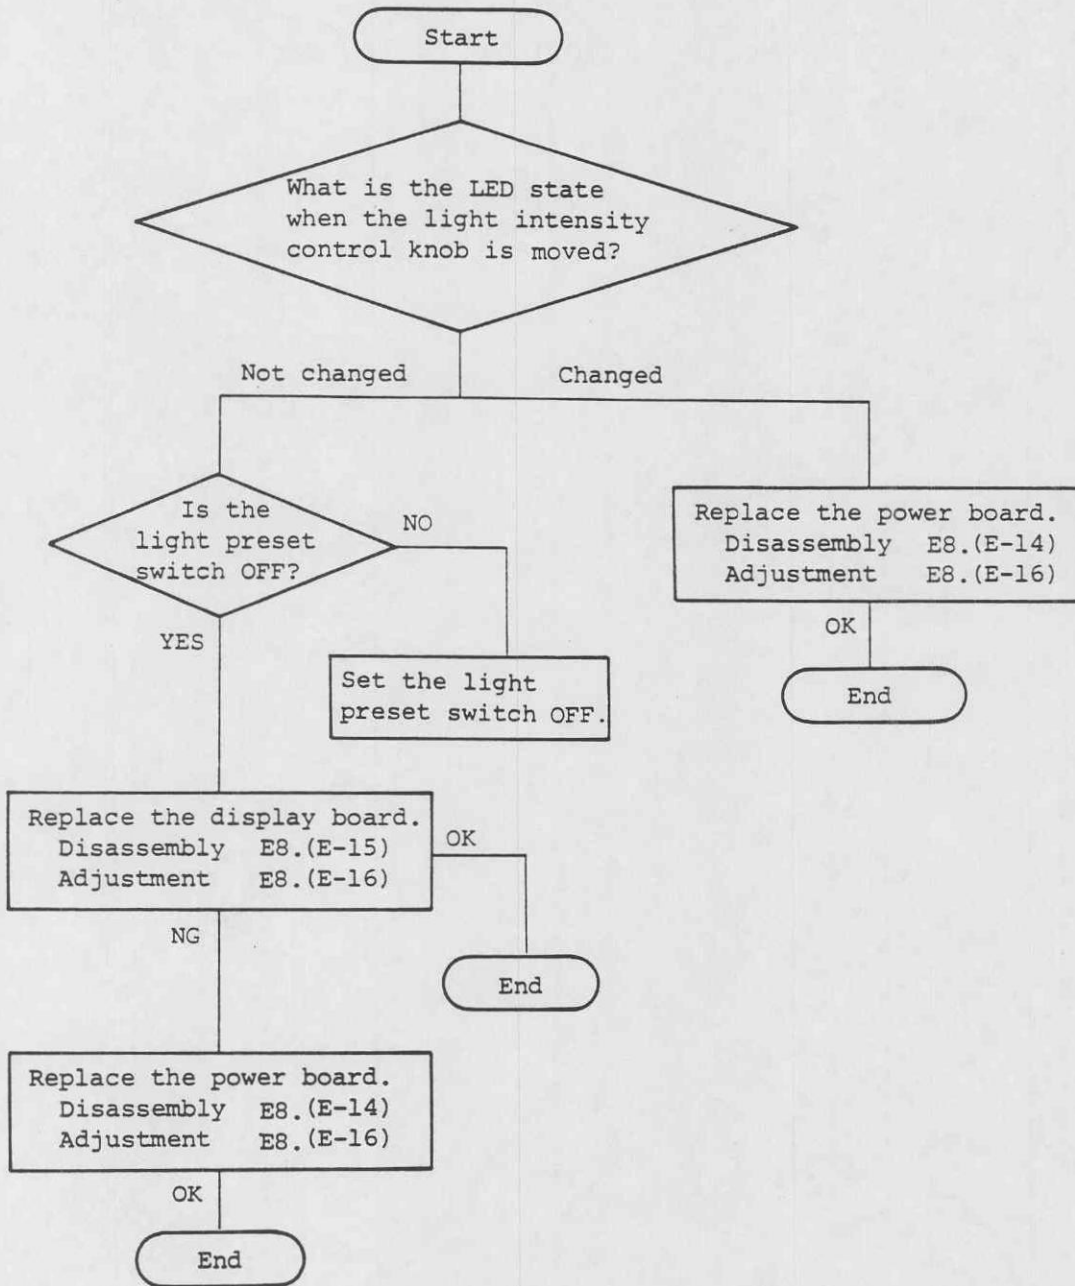 Start
What is the LED state
when the light intensity
control knob is moved?
Not changed
Changed
Is the
light preset
switch OFF?
NO
YES
Set the light
preset switch OFF.
Replace the power board.
Disassembly E8.(E-14)
Adjustment E8.(E-16)
OK
End
Replace the display board.
Disassembly E8.(E-15)
Adjustment E8.(E-16)
OK
NG
End
Replace the power board.
Disassembly E8.(E-14)
Adjustment E8.(E-16)
OK
End